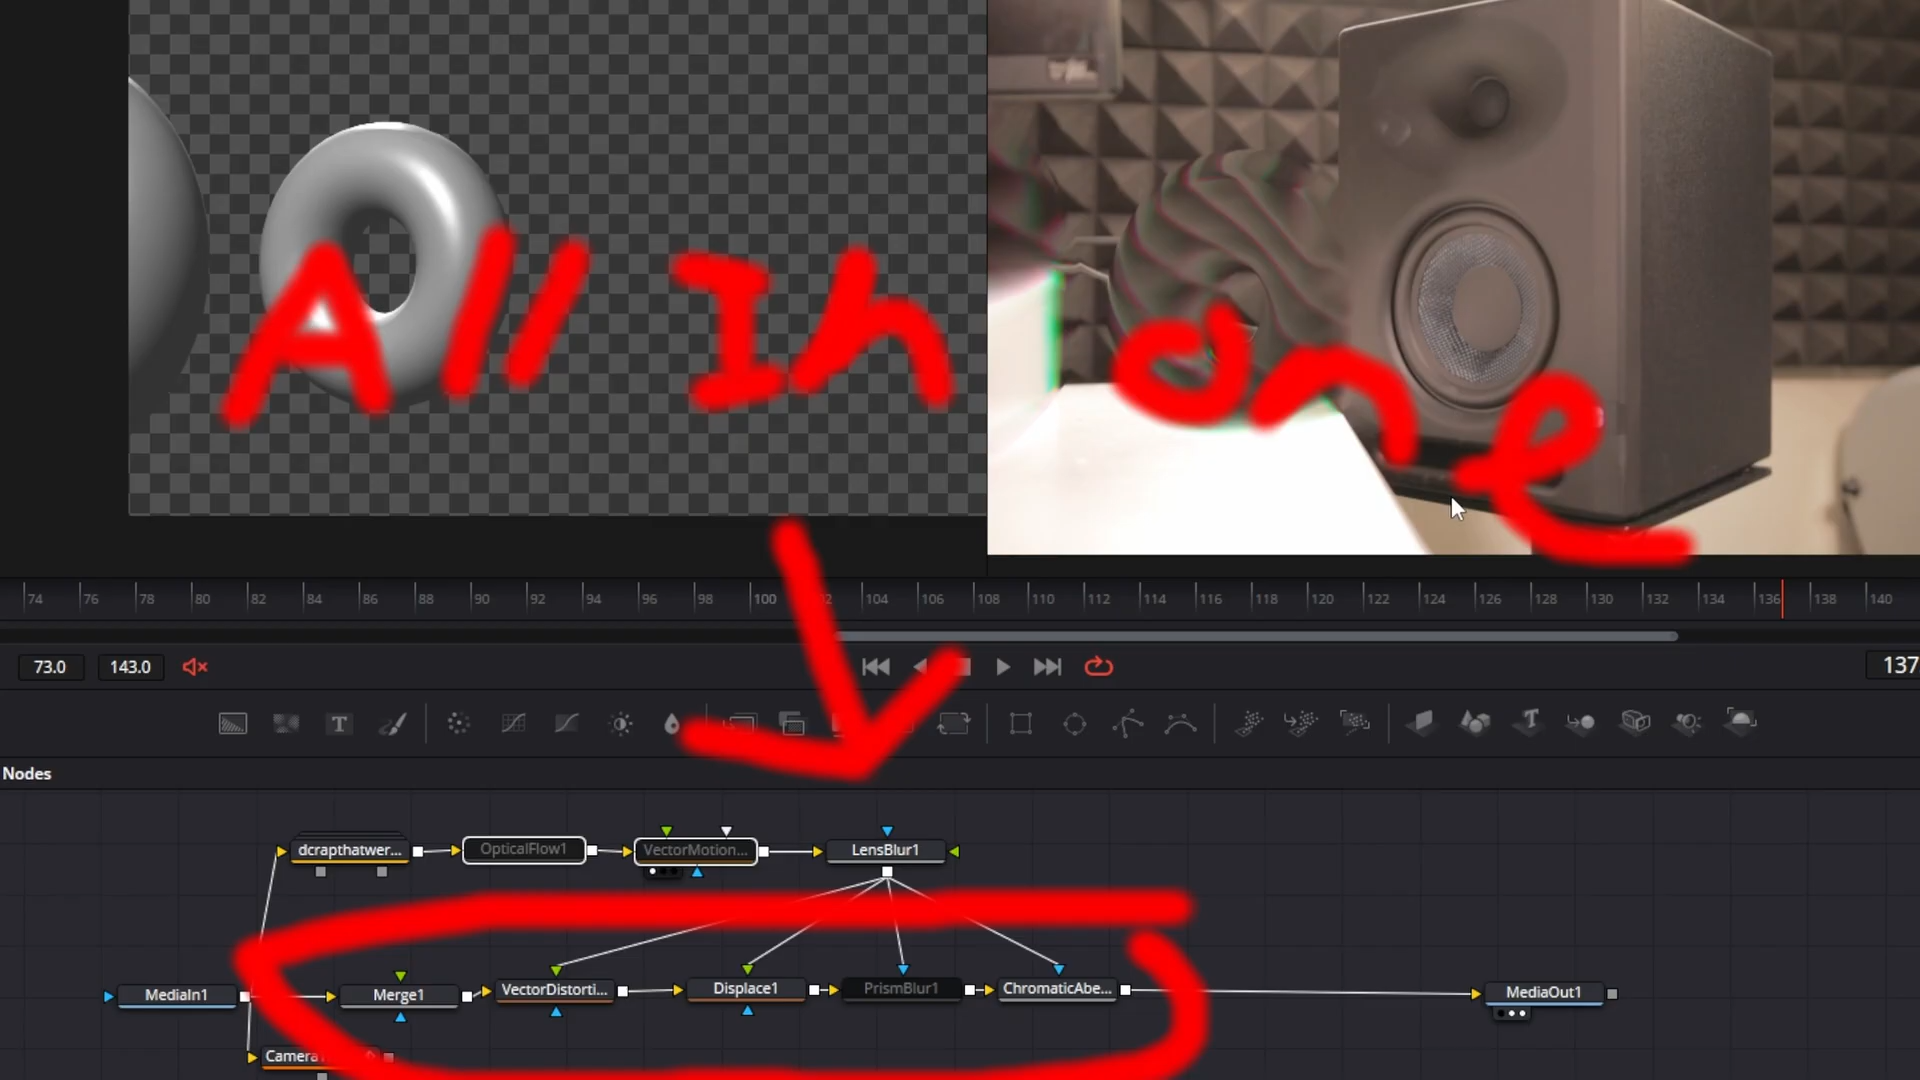 All In one
74 76 78 80 82 84 86 88 90 92 94 96 98 100 104 106 108 110 112 114 116 118 120 122 124 126 128 130 132 134 136 138 140
73.0 143.0 137
T T
Nodes
dcrapthatwer... OpticalFlow1 VectorMotion... LensBlur1
MediaIn1 Merge1 VectorDistorti... Displace1 PrismBlur1 ChromaticAbe... MediaOut1
Camera